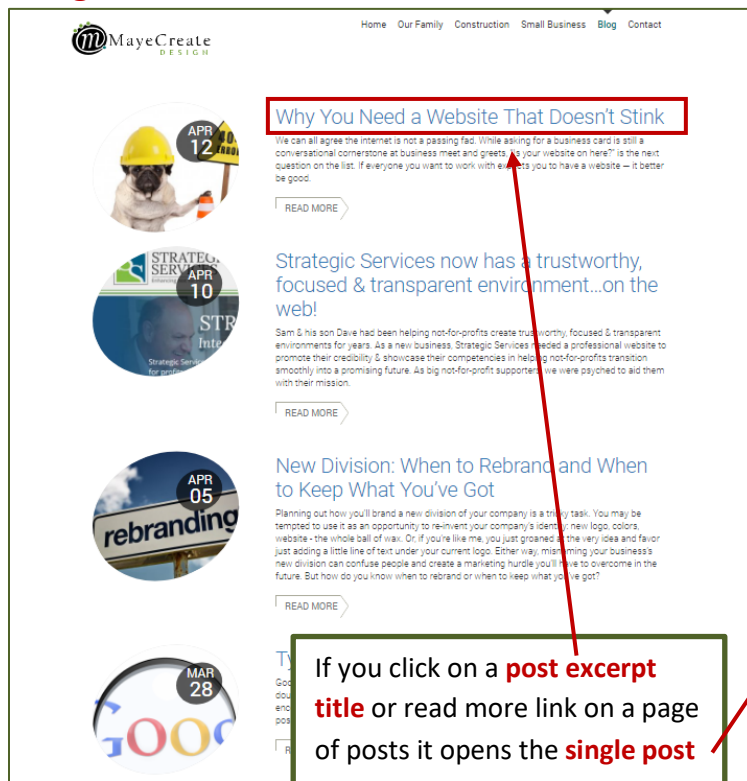 Home Our Family Construction Small Business Blog Contact
MayeCreate
DESIGN
APR
12
Why You Need a Website That Doesn't Stink
We can all agree the internet is not a passing fad. While asking for a business card is still a
conversational cornerstone at business meet and greets, "Is your website on here?" is the next
question on the list. If everyone you want to work with expects you to have a website — it better
be good.
READ MORE
STRATEG
SERV
APR
10
STR
Inte
Strategic Servic
for profi
Strategic Services now has a trustworthy,
focused & transparent environment...on the
web!
Sam & his son Dave had been helping not-for-profits create trustworthy, focused & transparent
environments for years. As a new business, Strategic Services needed a professional website to
promote their credibility & showcase their competencies in helping not-for-profits transition
smoothly into a promising future. As big not-for-profit supporters, we were psyched to aid them
with their mission.
READ MORE
APR
05
rebranding
New Division: When to Rebrand and When
to Keep What You've Got
Planning out how you'll brand a new division of your company is a tricky task. You may be
tempted to use it as an opportunity to re-invent your company's identity: new logo, colors,
website - the whole ball of wax. Or, if you're like me, you just groaned at the very idea and favor
just adding a little line of text under your current logo. Either way, misnaming your business's
new division can confuse people and create a marketing hurdle you'll have to overcome in the
future. But how do you know when to rebrand or when to keep what you've got?
READ MORE
MAR
28
GOO
Ty
Goo
dou
enc
pos
If you click on a post excerpt
title or read more link on a page
of posts it opens the single post